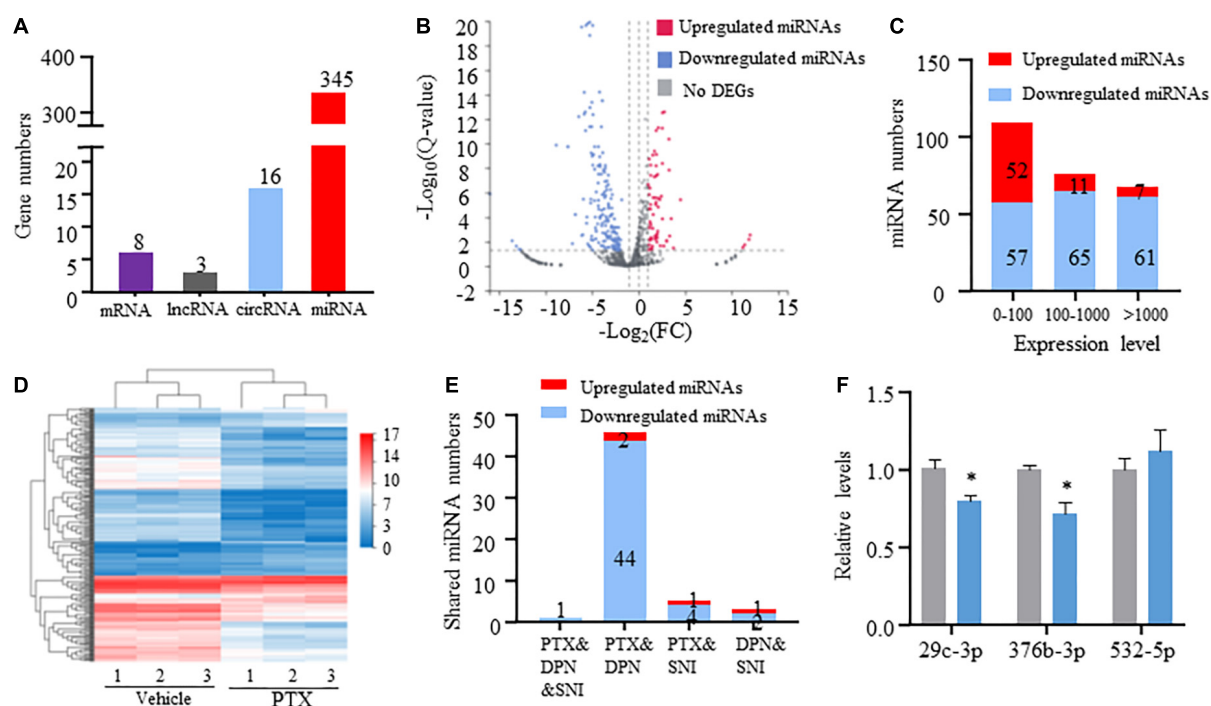 A
Gene numbers
400
300
20
15
10
5
0
8
3
16
345
mRNA
lncRNA
circRNA
miRNA
B
-Log10(Q-value)
20
18
16
14
12
10
8
6
4
2
0
-2
-15
-10
-5
0
5
10
15
-Log2(FC)
Upregulated miRNAs
Downregulated miRNAs
No DEGs
C
Upregulated miRNAs
Downregulated miRNAs
miRNA numbers
150
100
50
0
52
11
7
57
65
61
0-100
100-1000
>1000
Expression level
D
17
14
10
7
3
0
1
2
3
1
2
3
Vehicle
PTX
E
Upregulated miRNAs
Downregulated miRNAs
Shared miRNA numbers
50
40
30
20
10
0
1
2
44
1
4
1
2
PTX&
DPN
&SNI
PTX&
DPN
PTX&
SNI
DPN&
SNI
F
Relative levels
1.5
1.0
0.5
0.0
*
*
29c-3p
376b-3p
532-5p